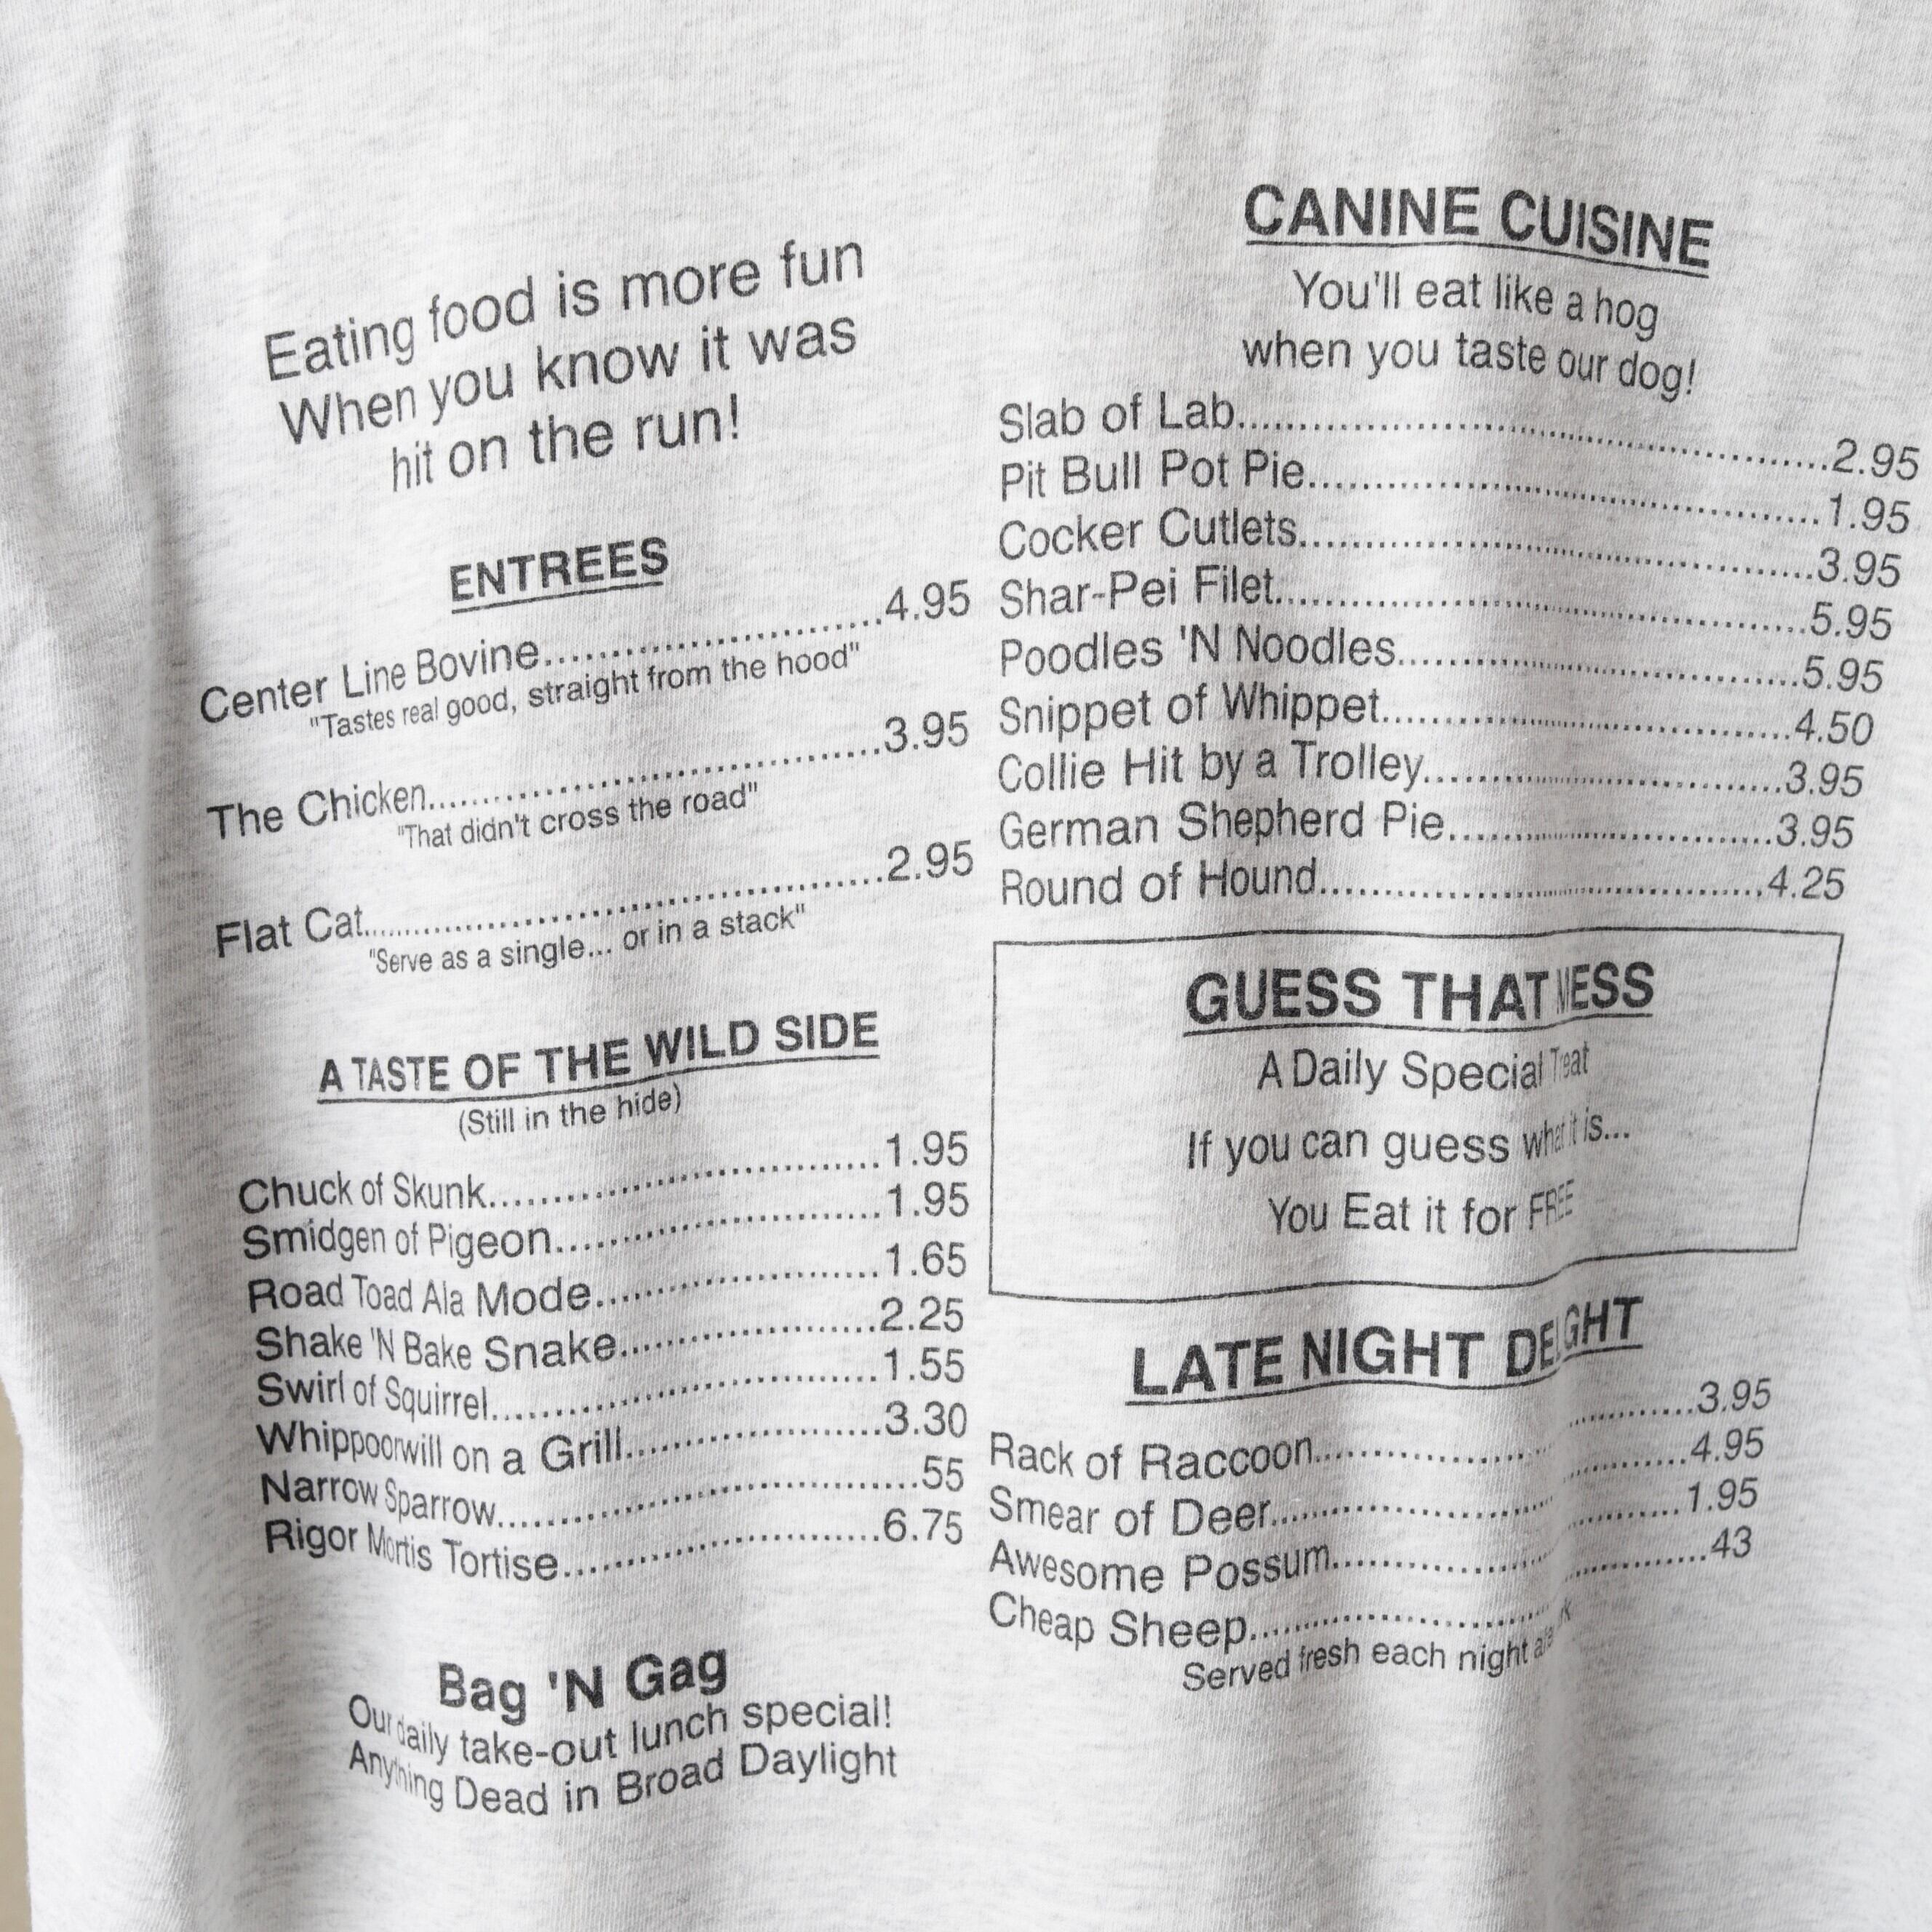 Eating food is more fun
When you know it was
hit on the run!
ENTREES
Center Line Bovine..............................4.95
"Tastes real good, straight from the hood"
The Chicken..............................3.95
"That didn't cross the road"
Flat Cat..............................2.95
"Serve as a single... or in a stack"
A TASTE OF THE WILD SIDE
(Still in the hide)
Chuck of Skunk..............................1.95
Smidgen of Pigeon..............................1.95
Road Toad Ala Mode..............................1.65
Shake 'N Bake Snake..............................2.25
Swirl of Squirrel..............................1.55
Whippoorwill on a Grill..............................3.30
Narrow Sparrow..............................55
Rigor Mortis Tortise..............................6.75
Bag 'N Gag
Our daily take-out lunch special!
Anything Dead in Broad Daylight
CANINE CUISINE
You'll eat like a hog
when you taste our dog!
Slab of Lab..............................2.95
Pit Bull Pot Pie..............................1.95
Cocker Cutlets..............................3.95
Shar-Pei Filet..............................5.95
Poodles 'N Noodles..............................5.95
Snippet of Whippet..............................4.50
Collie Hit by a Trolley..............................3.95
German Shepherd Pie..............................3.95
Round of Hound..............................4.25
GUESS THAT MESS
A Daily Special Treat
If you can guess what it is...
You Eat it for FREE
LATE NIGHT DELIGHT
Rack of Raccoon..............................3.95
Smear of Deer..............................4.95
Awesome Possum..............................1.95
Cheap Sheep..............................43
Served fresh each night